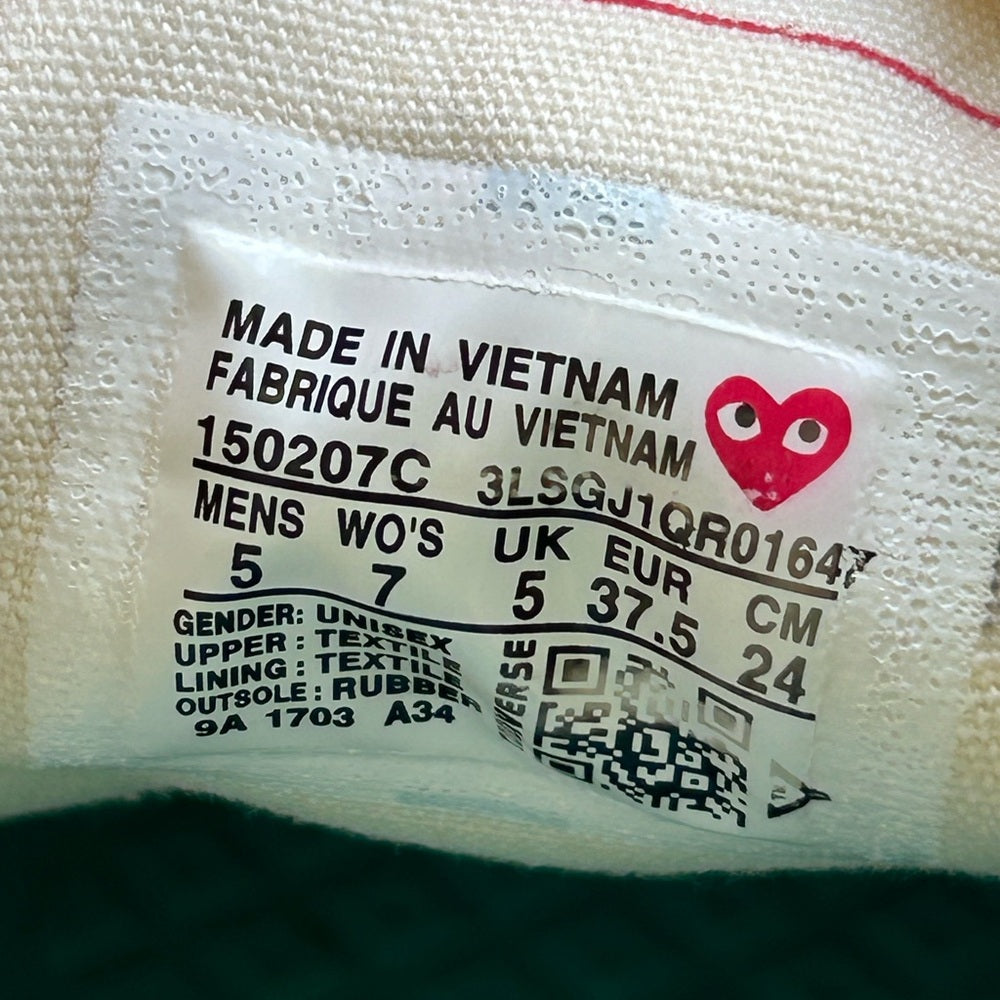 MADE IN VIETNAM
FABRIQUE AU VIETNAM
150207C 3LSGJ1QR0164
MENS WO'S UK EUR CM
5 7 5 37.5 24
GENDER: UNISEX
UPPER : TEXTILE
LINING : TEXTILE
OUTSOLE : RUBBER
9A 1703 A34